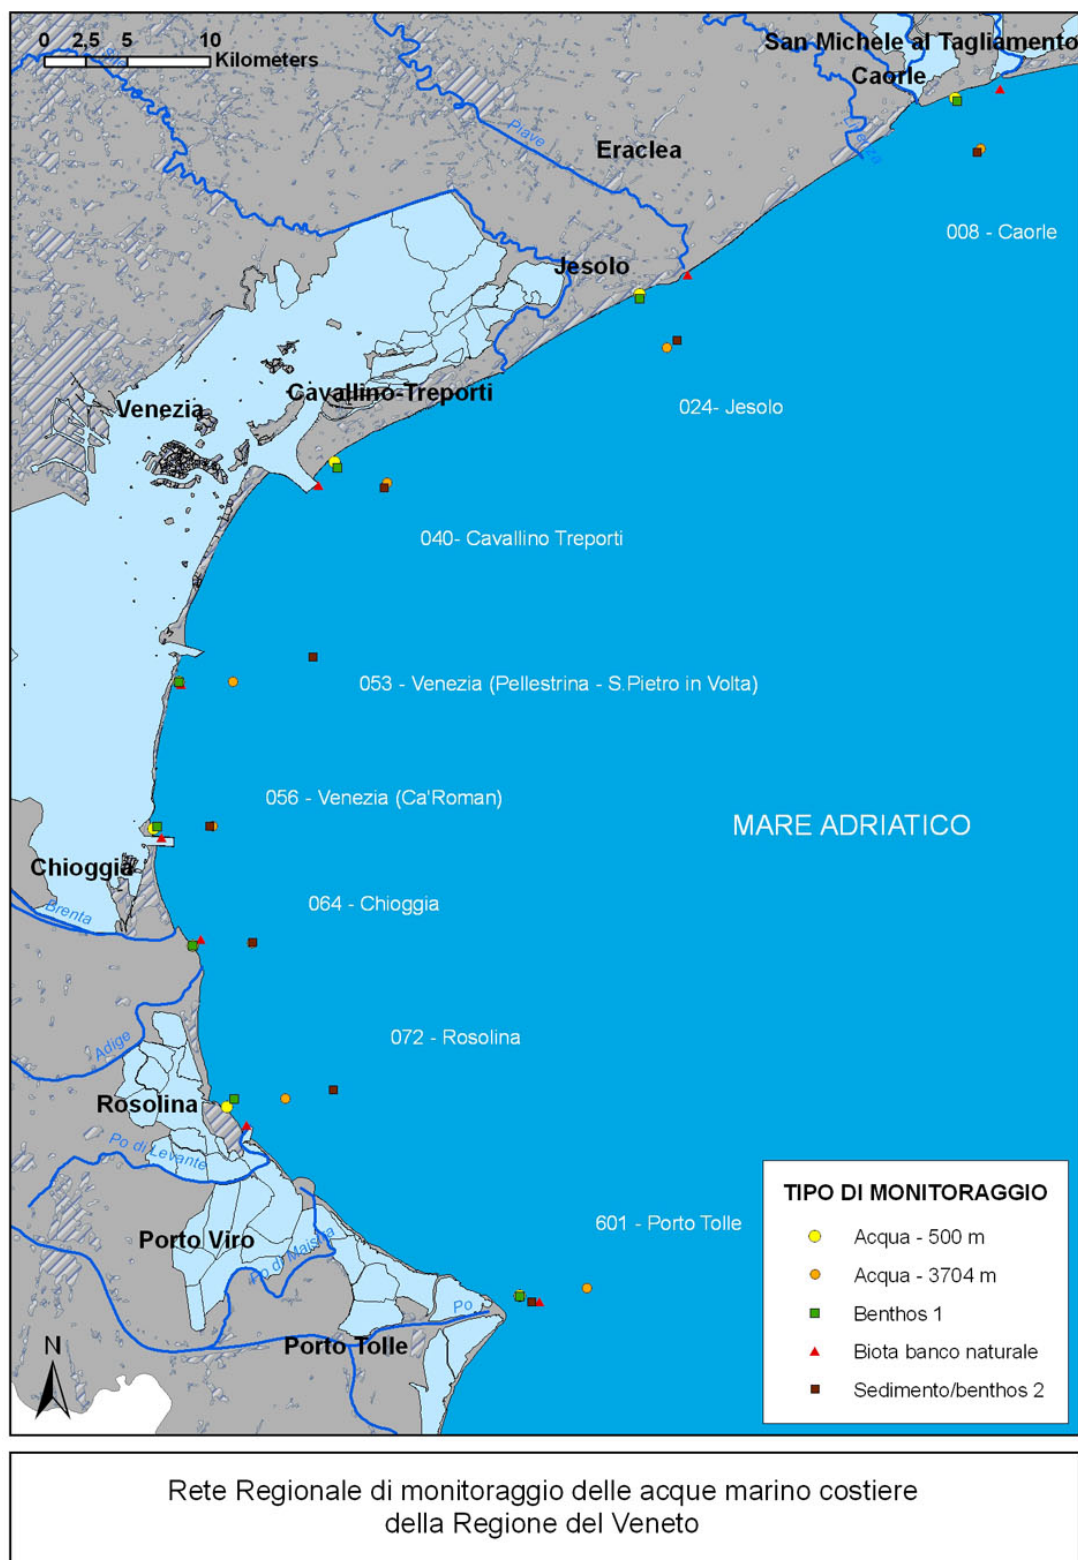 0 2,5 5 10
Kilometers
San Michele al Tagliamento
Caorle
Piave
Eraclea
008 - Caorle
Jesolo
024- Jesolo
Cavallino-Treporti
Venezia
040- Cavallino Treporti
053 - Venezia (Pellestrina - S.Pietro in Volta)
056 - Venezia (Ca'Roman)
MARE ADRIATICO
Chioggia
Brenta
064 - Chioggia
072 - Rosolina
Adige
Rosolina
Po di Levante
601 - Porto Tolle
Porto Viro
Po di Maistra
Po
Porto Tolle
N
TIPO DI MONITORAGGIO
Acqua - 500 m
Acqua - 3704 m
Benthos 1
Biota banco naturale
Sedimento/benthos 2
Rete Regionale di monitoraggio delle acque marino costiere
della Regione del Veneto